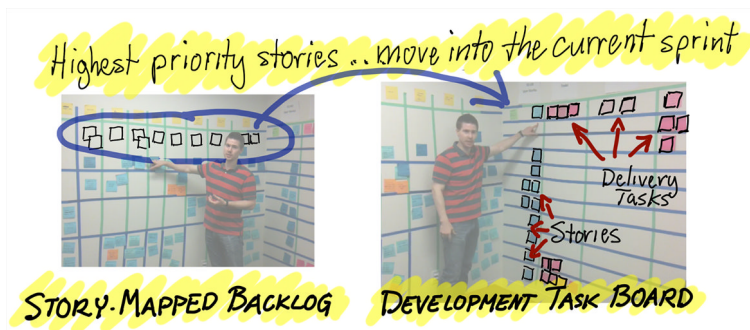 Highest priority stories...move into the current sprint
Delivery
Tasks
Stories
STORY-MAPPED BACKLOG
DEVELOPMENT TASK BOARD